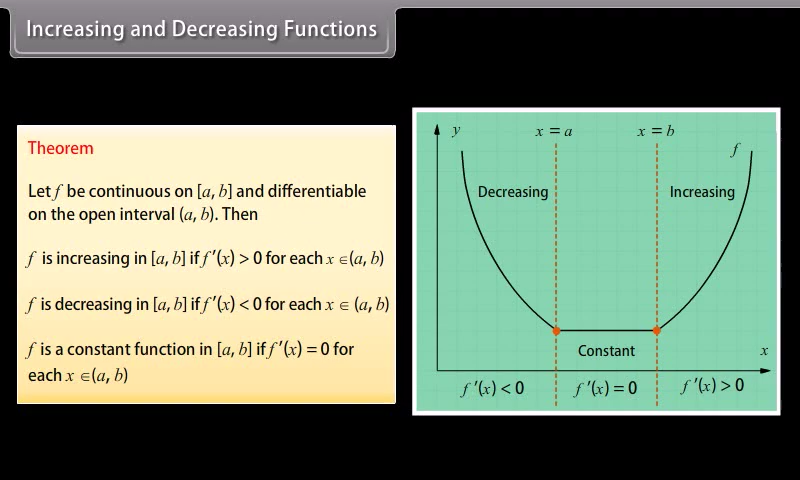 Increasing and Decreasing Functions
Theorem
Let f be continuous on [a, b] and differentiable
on the open interval (a, b). Then
f is increasing in [a, b] if f '(x) > 0 for each x ∈(a, b)
f is decreasing in [a, b] if f '(x) < 0 for each x ∈ (a, b)
f is a constant function in [a, b] if f '(x) = 0 for
each x ∈(a, b)
y
x = a
x = b
f
Decreasing
Increasing
Constant
x
f '(x) < 0
f '(x) = 0
f '(x) > 0